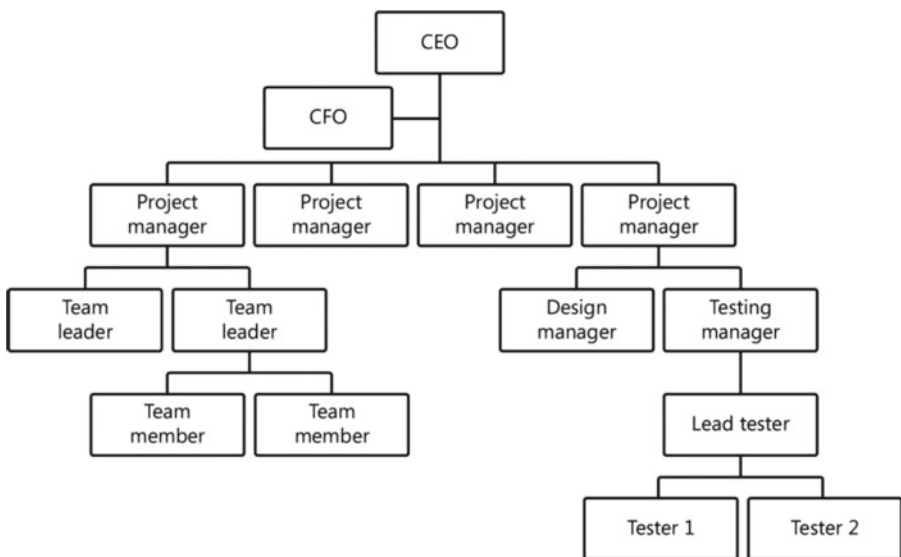 CEO
CFO
Project
manager
Project
manager
Project
manager
Project
manager
Team
leader
Team
leader
Design
manager
Testing
manager
Team
member
Team
member
Lead tester
Tester 1
Tester 2